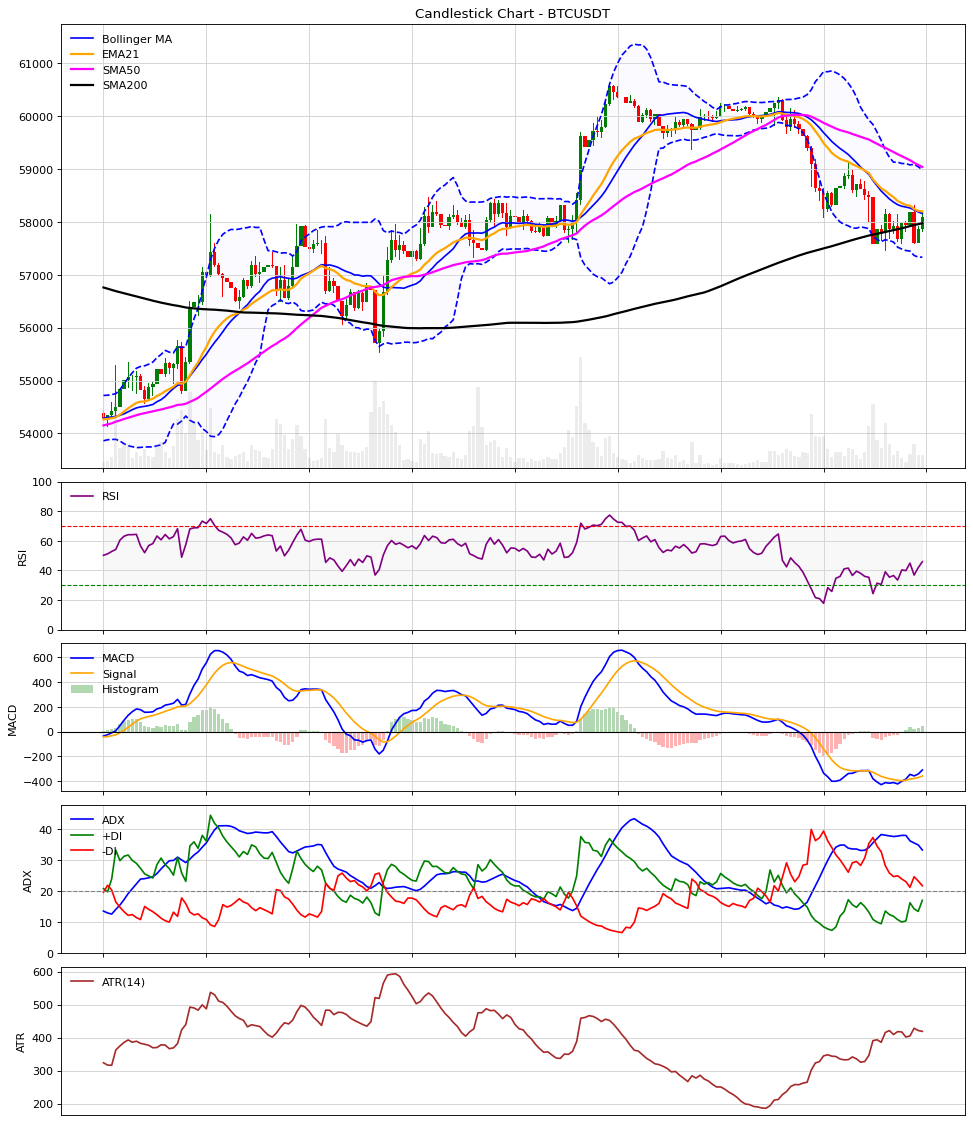 Candlestick Chart - BTCUSDT
Bollinger MA
EMA21
SMA50
SMA200
61000
60000
59000
58000
57000
56000
55000
54000
RSI
100
80
60
40
20
0
RSI
MACD
Signal
Histogram
600
400
200
0
−200
−400
MACD
ADX
+DI
-DI
40
30
20
10
0
ADX
ATR(14)
600
500
400
300
200
ATR